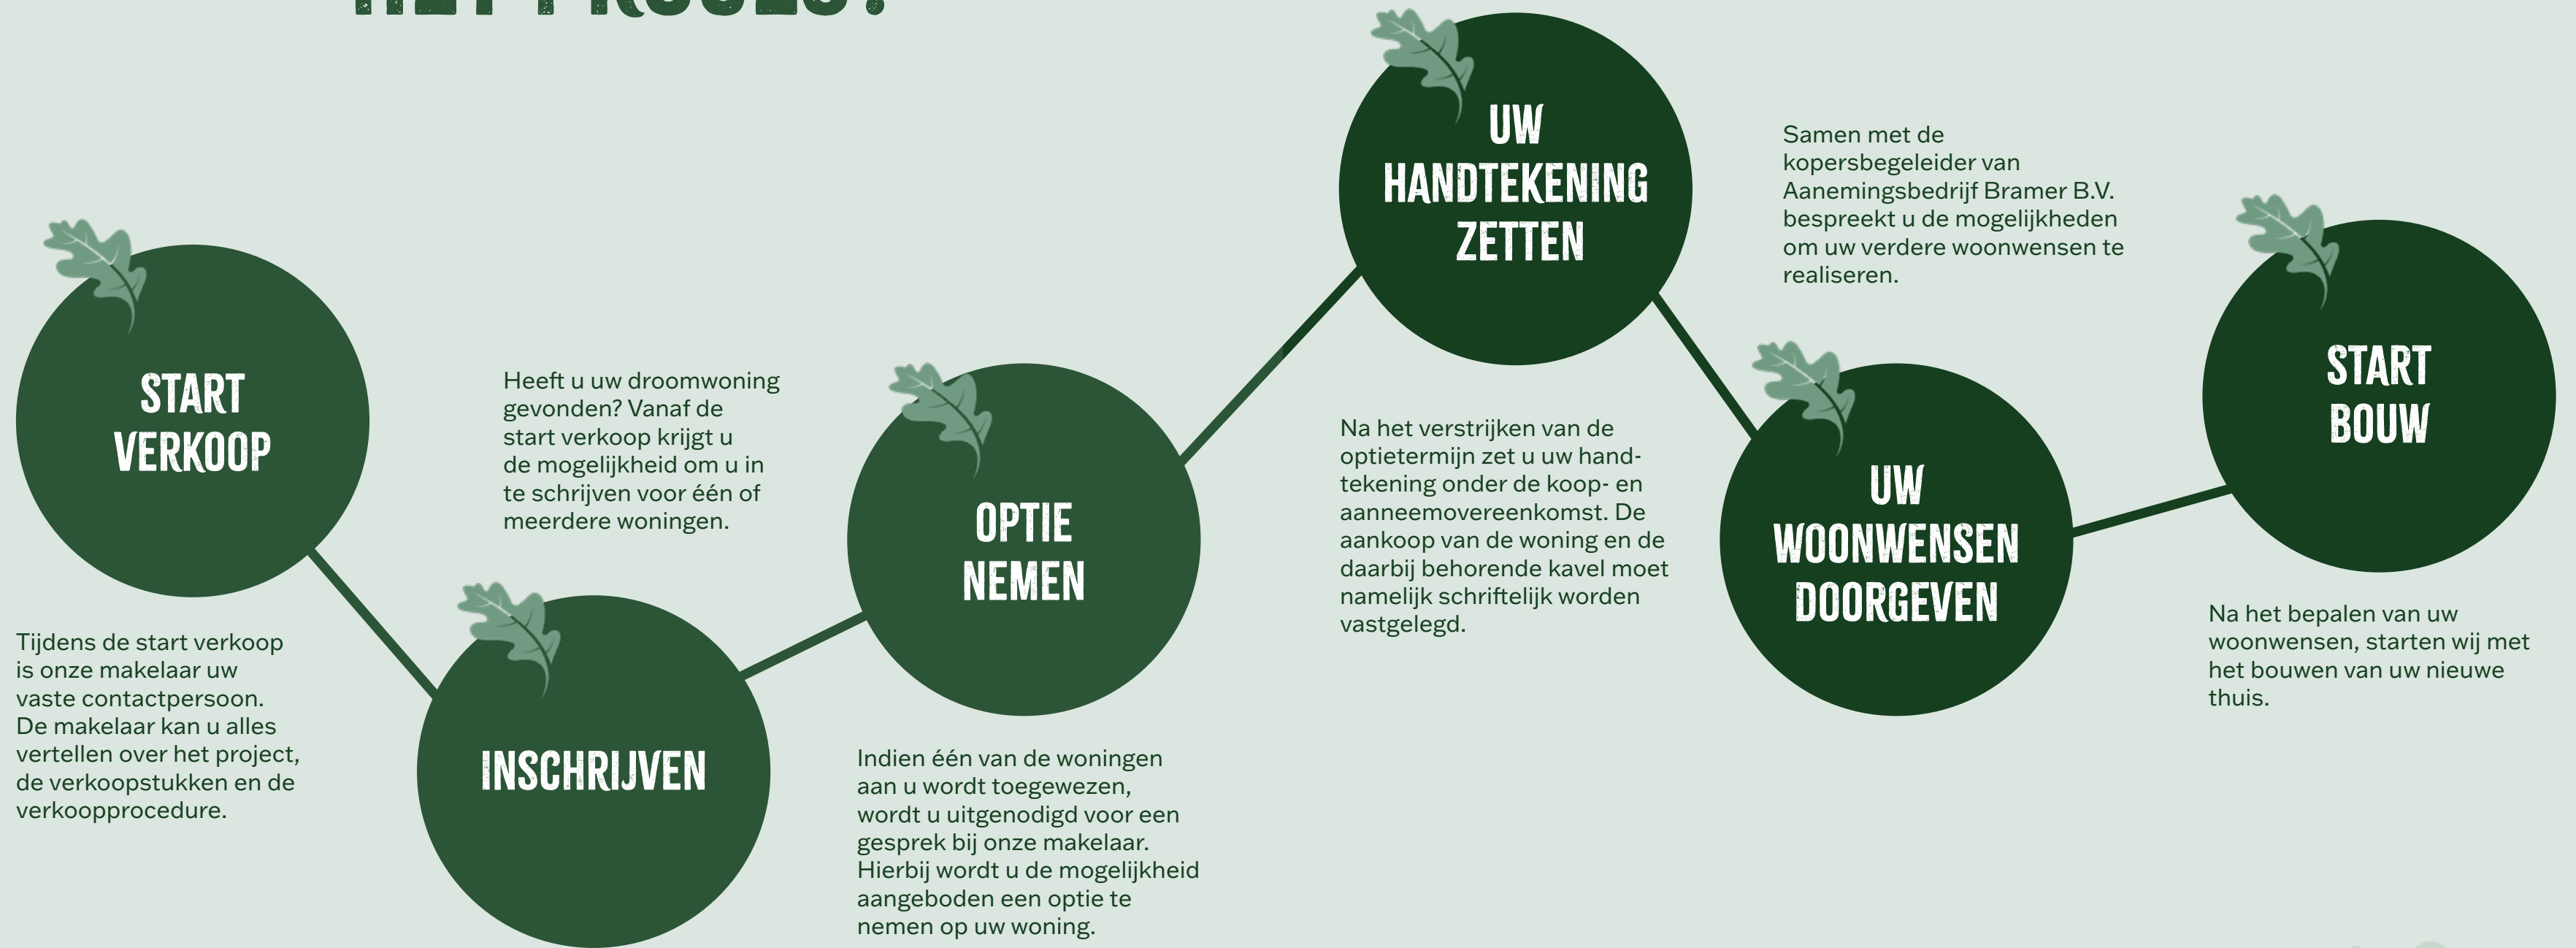 HET PROCES?
START
VERKOOP
Tijdens de start verkoop
is onze makelaar uw
vaste contactpersoon.
De makelaar kan u alles
vertellen over het project,
de verkoopstukken en de
verkoopprocedure.
Heeft u uw droomwoning
gevonden? Vanaf de
start verkoop krijgt u
de mogelijkheid om u in
te schrijven voor één of
meerdere woningen.
INSCHRIJVEN
OPTIE
NEMEN
Indien één van de woningen
aan u wordt toegewezen,
wordt u uitgenodigd voor een
gesprek bij onze makelaar.
Hierbij wordt u de mogelijkheid
aangeboden een optie te
nemen op uw woning.
UW
HANDTEKENING
ZETTEN
Na het verstrijken van de
optietermijn zet u uw hand-
tekening onder de koop- en
aanneemovereenkomst. De
aankoop van de woning en de
daarbij behorende kavel moet
namelijk schriftelijk worden
vastgelegd.
Samen met de
kopersbegeleider van
Aanemingsbedrijf Bramer B.V.
bespreekt u de mogelijkheden
om uw verdere woonwensen te
realiseren.
UW
WOONWENSEN
DOORGEVEN
START
BOUW
Na het bepalen van uw
woonwensen, starten wij met
het bouwen van uw nieuwe
thuis.